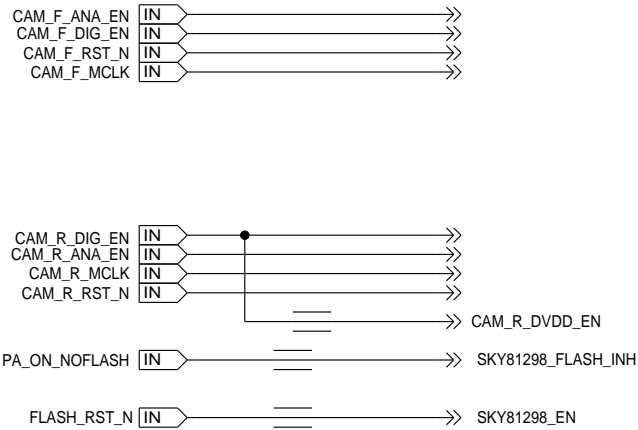 CAM_F_ANA_EN IN
CAM_F_DIG_EN IN
CAM_F_RST_N IN
CAM_F_MCLK IN
CAM_R_DIG_EN IN
CAM_R_ANA_EN IN
CAM_R_MCLK IN
CAM_R_RST_N IN
CAM_R_DVDD_EN
PA_ON_NOFLASH IN SKY81298_FLASH_INH
FLASH_RST_N IN SKY81298_EN